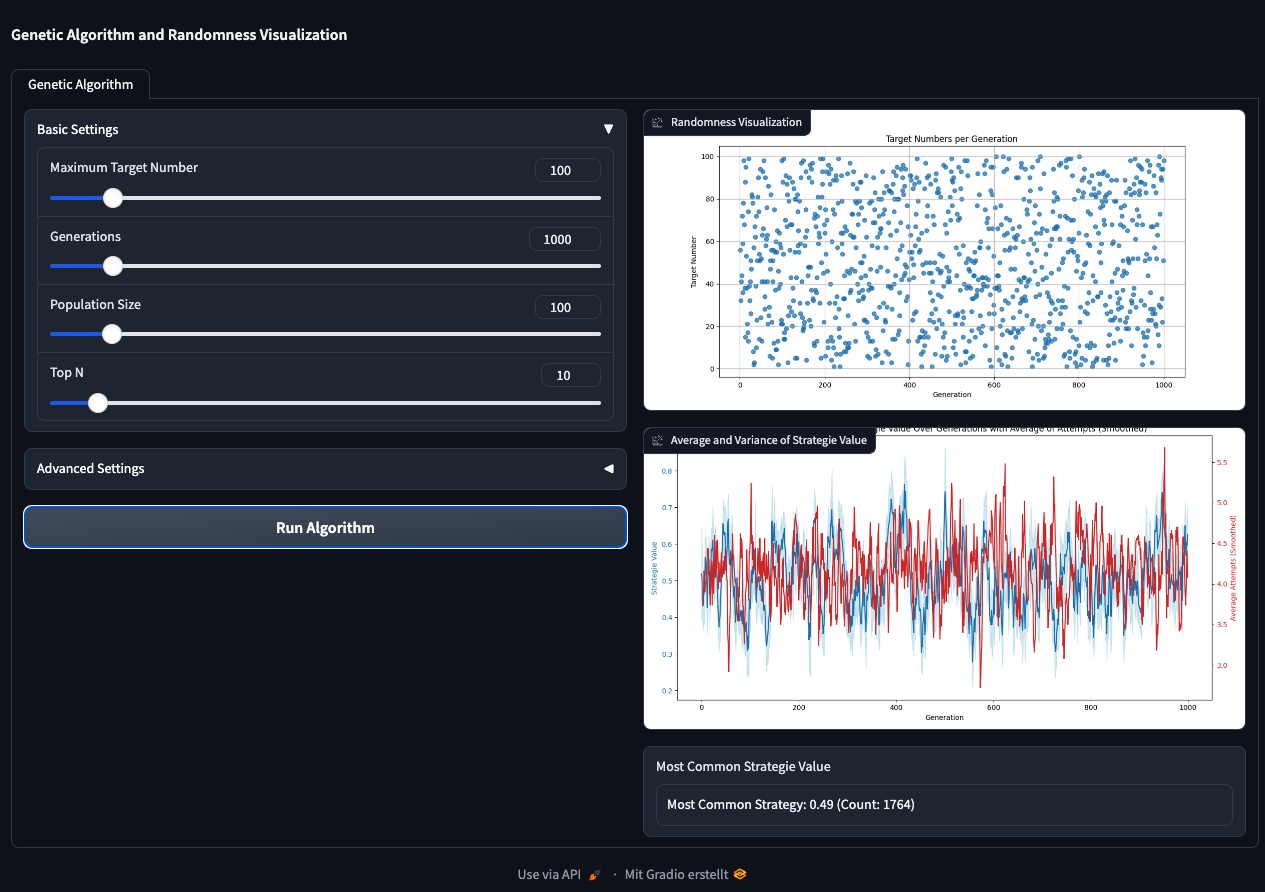 Genetic Algorithm and Randomness Visualization
Genetic Algorithm
Basic Settings
Maximum Target Number
100
Generations
1000
Population Size
100
Top N
10
Advanced Settings
Run Algorithm
Randomness Visualization
Target Numbers per Generation
100
80
60
40
20
0
Target Number
0 200 400 600 800 1000
Generation
Average and Variance of Strategie Value
Value Over Generations with Average of Attempts (Smoothed)
0.8
0.7
0.6
0.5
0.4
0.3
0.2
Strategie Value
5.5
5.0
4.5
4.0
3.5
3.0
Average Attempts (Smoothed)
0 200 400 600 800 1000
Generation
Most Common Strategie Value
Most Common Strategy: 0.49 (Count: 1764)
Use via API · Mit Gradio erstellt